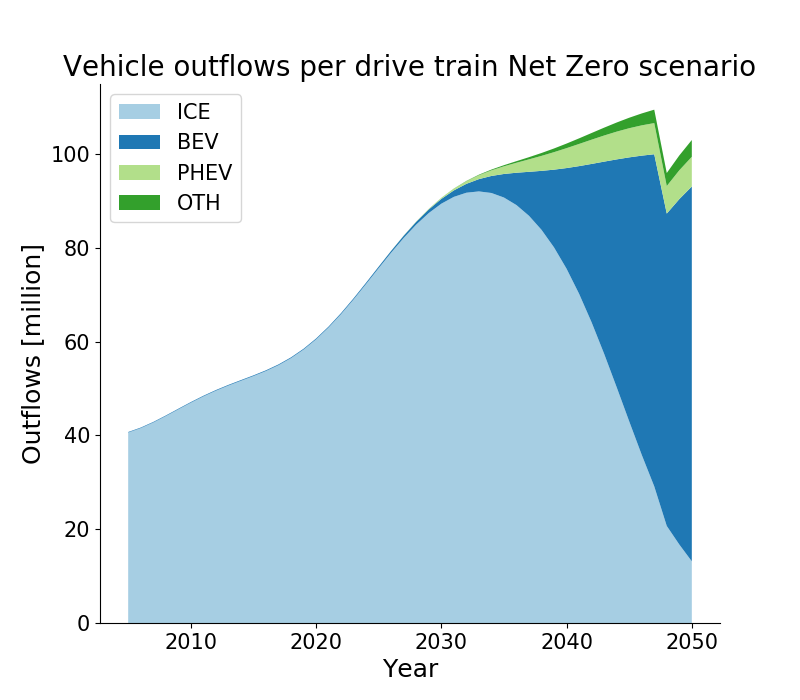 Vehicle outflows per drive train Net Zero scenario
ICE
BEV
PHEV
OTH
Outflows [million]
100
80
60
40
20
0
2010 2020 2030 2040 2050
Year